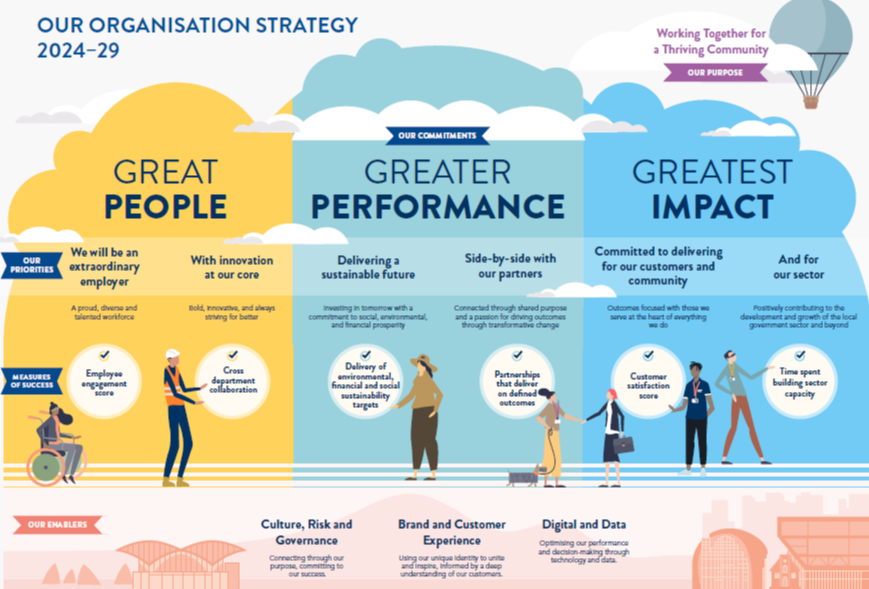 OUR ORGANISATION STRATEGY
2024–29
Working Together for
a Thriving Community
OUR PURPOSE
OUR COMMITMENTS
GREAT
PEOPLE
GREATER
PERFORMANCE
GREATEST
IMPACT
OUR
PRIORITIES
We will be an
extraordinary
employer
With innovation
at our core
Delivering a
sustainable future
Side-by-side with
our partners
Committed to delivering
for our customers and
community
And for
our sector
A proud, diverse and
talented workforce
Bold, innovative, and always
striving for better
Investing in tomorrow with a
commitment to social, environmental,
and financial prosperity
Connected through shared purpose
and a passion for driving outcomes
through transformative change
Outcomes focused with those we
serve at the heart of everything
we do
Positively contributing to the
development and growth of the local
government sector and beyond
MEASURES
OF SUCCESS
Employee
engagement
score
Cross
department
collaboration
Delivery of
environmental,
financial and social
sustainability
targets
Partnerships
that deliver
on defined
outcomes
Customer
satisfaction
score
Time spent
building sector
capacity
OUR ENABLERS
Culture, Risk and
Governance
Connecting through our
purpose, committing to
our success.
Brand and Customer
Experience
Using our unique identity to unite
and inspire, informed by a deep
understanding of our customers.
Digital and Data
Optimising our performance
and decision-making through
technology and data.